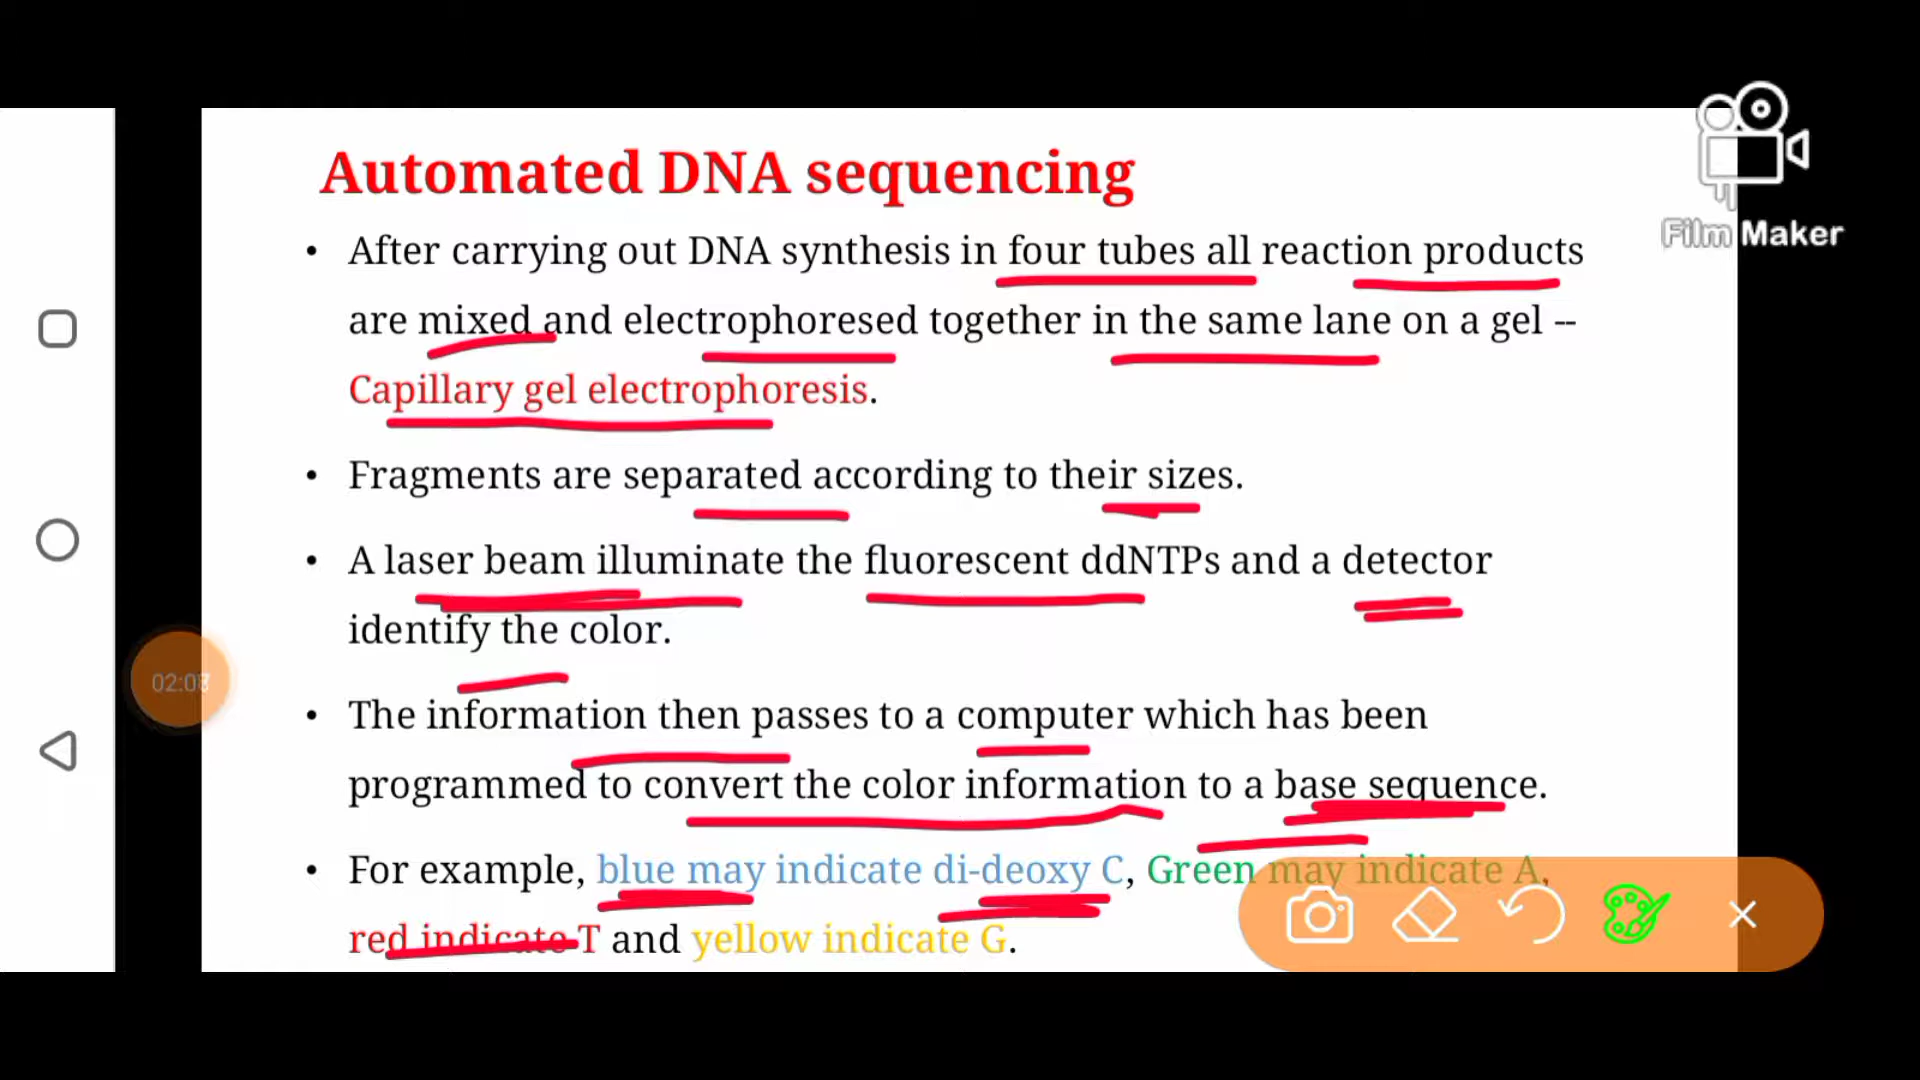 Automated DNA sequencing
• After carrying out DNA synthesis in four tubes all reaction products
are mixed and electrophoresed together in the same lane on a gel --
Capillary gel electrophoresis.
• Fragments are separated according to their sizes.
• A laser beam illuminate the fluorescent ddNTPs and a detector
identify the color.
• The information then passes to a computer which has been
programmed to convert the color information to a base sequence.
• For example, blue may indicate di-deoxy C, Green may indicate A,
red indicate T and yellow indicate G.
Film Maker